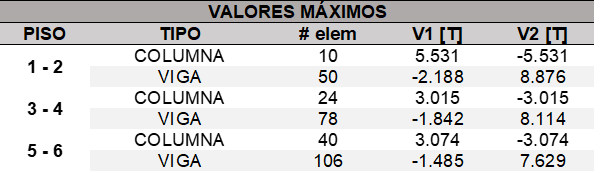 VALORES MÁXIMOS
PISO TIPO # elem V1 [T] V2 [T]
1 - 2 COLUMNA 10 5.531 -5.531
VIGA 50 -2.188 8.876
3 - 4 COLUMNA 24 3.015 -3.015
VIGA 78 -1.842 8.114
5 - 6 COLUMNA 40 3.074 -3.074
VIGA 106 -1.485 7.629